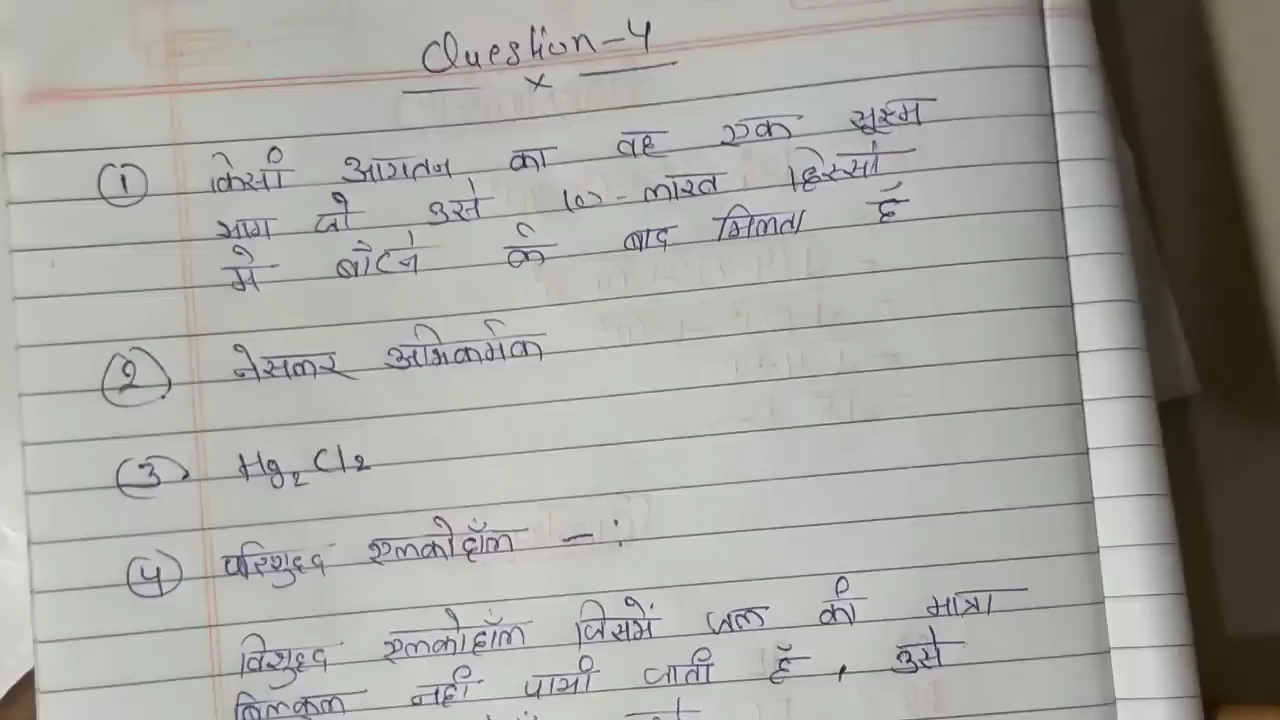 Question-4
① किसी आयतन का वह एक सूक्ष्म
भाग जो उसे 10-लाख हिस्सों
मे बॉटने के बाद मिलता है
② नेसलर अभिकर्मक
③ Hg₂Cl₂
④ परिशुद्द एल्कोहॉल –:
विशुद्द एल्कोहॉल जिसमें जल की मात्रा
बिलकुल नही पायी जाती है, उसे